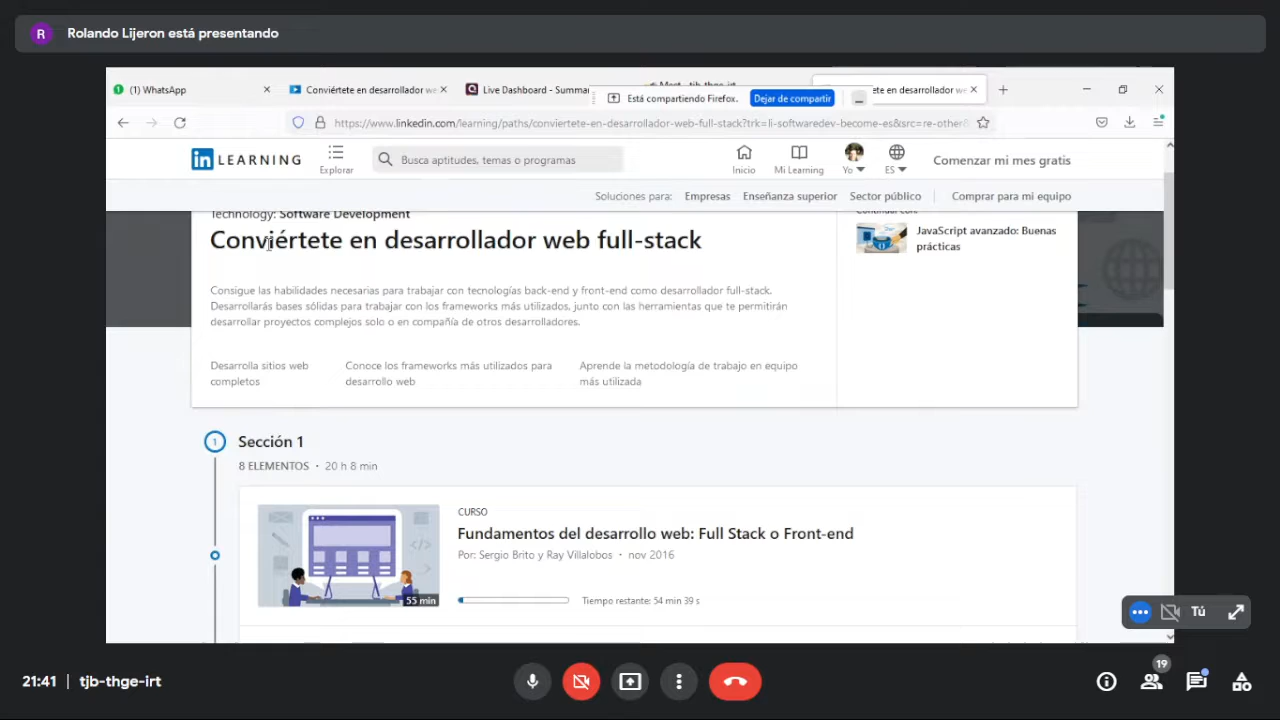 R Rolando Lijeron está presentando
(1) WhatsApp
Conviértete en desarrollador we
Live Dashboard - Summa
ete en desarrollador we
Está compartiendo Firefox.
Dejar de compartir
https://www.linkedin.com/learning/paths/conviertete-en-desarrollador-web-full-stack?trk=li-softwaredev-become-es&src=re-other&
in LEARNING
Explorar
Busca aptitudes, temas o programas
Inicio
Mi Learning
Yo
ES
Comenzar mi mes gratis
Soluciones para: Empresas Enseñanza superior Sector público Comprar para mi equipo
Technology: Software Development
Conviértete en desarrollador web full-stack
Consigue las habilidades necesarias para trabajar con tecnologías back-end y front-end como desarrollador full-stack.
Desarrollarás bases sólidas para trabajar con los frameworks más utilizados, junto con las herramientas que te permitirán
desarrollar proyectos complejos solo o en compañía de otros desarrolladores.
Desarrolla sitios web
completos
Conoce los frameworks más utilizados para
desarrollo web
Aprende la metodología de trabajo en equipo
más utilizada
JavaScript avanzado: Buenas
prácticas
1 Sección 1
8 ELEMENTOS • 20 h 8 min
CURSO
Fundamentos del desarrollo web: Full Stack o Front-end
Por: Sergio Brito y Ray Villalobos • nov 2016
55 min
Tiempo restante: 54 min 39 s
Tú
21:41 | tjb-thge-irt
19